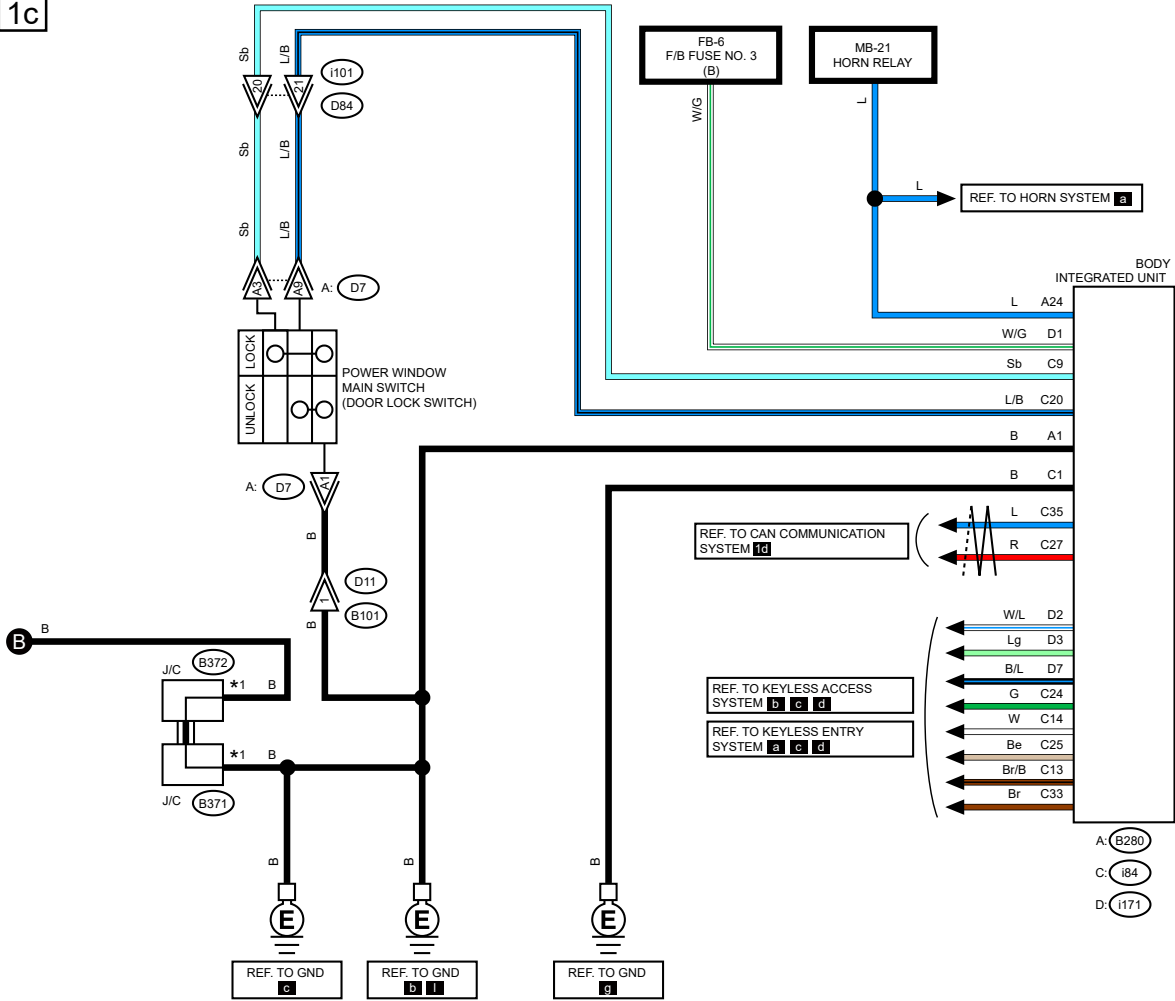 1c
Sb
L/B
20
21
i101
D84
Sb
L/B
Sb
L/B
A3
A9
A: D7
LOCK
UNLOCK
POWER WINDOW
MAIN SWITCH
(DOOR LOCK SWITCH)
A: D7
A1
B
D11
1
B101
B
FB-6
F/B FUSE NO. 3
(B)
W/G
MB-21
HORN RELAY
L
L
REF. TO HORN SYSTEM a
BODY
INTEGRATED UNIT
L A24
W/G D1
Sb C9
L/B C20
B A1
B C1
L C35
R C27
REF. TO CAN COMMUNICATION
SYSTEM 1d
W/L D2
Lg D3
B/L D7
G C24
W C14
Be C25
Br/B C13
Br C33
REF. TO KEYLESS ACCESS
SYSTEM b c d
REF. TO KEYLESS ENTRY
SYSTEM a c d
A: B280
C: i84
D: i171
B
B
J/C B372
*1 B
*1 B
J/C B371
B
B
B
E
E
E
REF. TO GND
c
REF. TO GND
b l
REF. TO GND
g